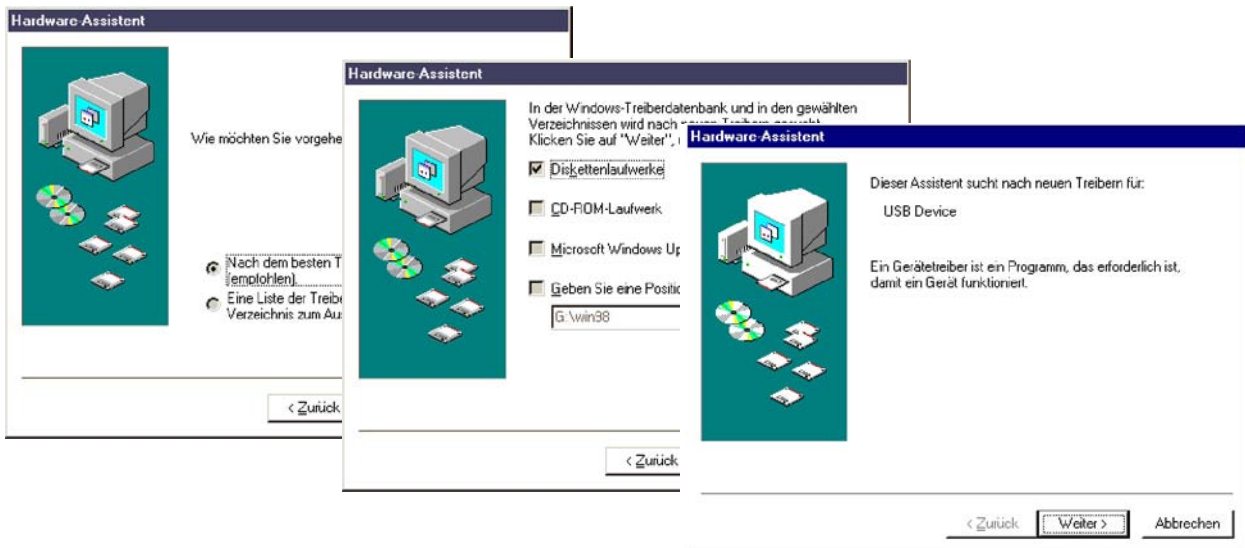 Hardware-Assistent
Wie möchten Sie vorgehe
Nach dem besten T
(empfohlen).
Eine Liste der Treibe
Verzeichnis zum Au
< Zurück
Hardware-Assistent
In der Windows-Treiberdatenbank und in den gewählten
Verzeichnissen wird nach neuen Treibern gesucht.
Klicken Sie auf "Weiter",
Diskettenlaufwerke
CD-ROM-Laufwerk
Microsoft Windows Up
Geben Sie eine Positio
G:\win98
< Zurück
Hardware-Assistent
Dieser Assistent sucht nach neuen Treibern für:
USB Device
Ein Gerätetreiber ist ein Programm, das erforderlich ist,
damit ein Gerät funktioniert.
< Zurück
Weiter >
Abbrechen